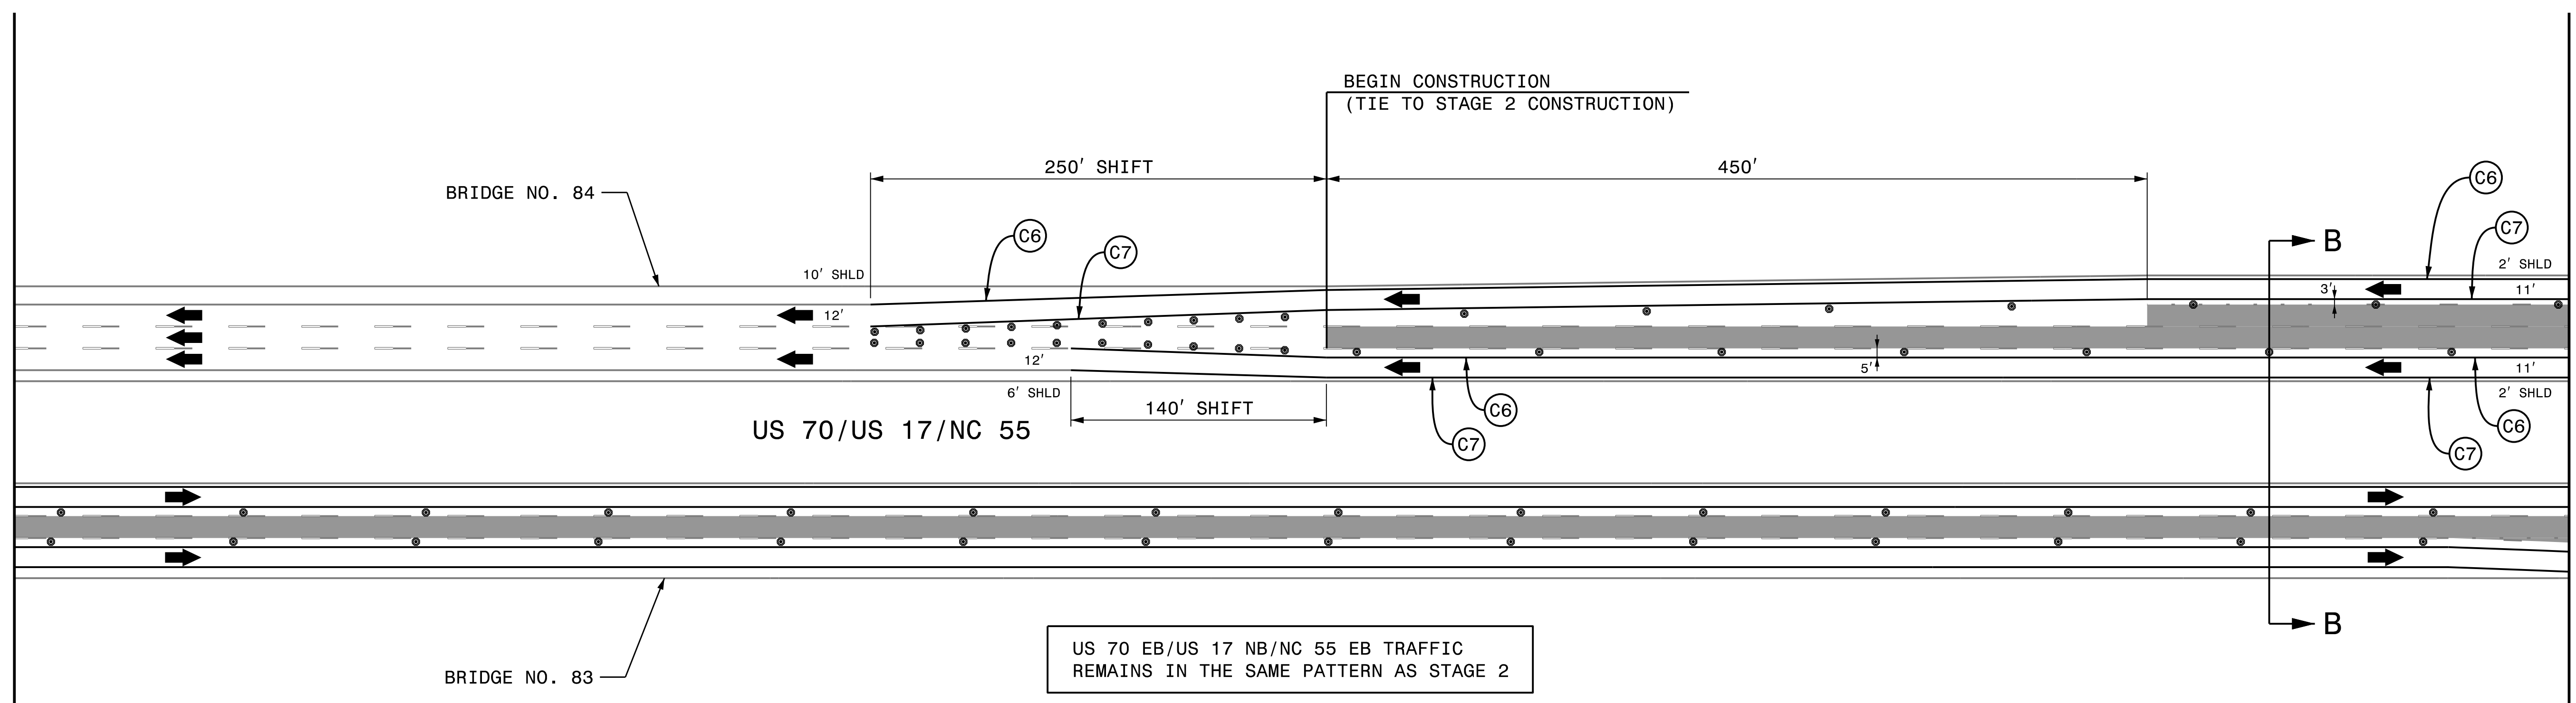 BEGIN CONSTRUCTION
(TIE TO STAGE 2 CONSTRUCTION)
250' SHIFT
450'
BRIDGE NO. 84
C6
C7
C6
C7
B
10' SHLD
2' SHLD
12'
3'
11'
12'
5'
11'
6' SHLD
2' SHLD
140' SHIFT
C6
C6
US 70/US 17/NC 55
C7
C7
B
US 70 EB/US 17 NB/NC 55 EB TRAFFIC
REMAINS IN THE SAME PATTERN AS STAGE 2
BRIDGE NO. 83